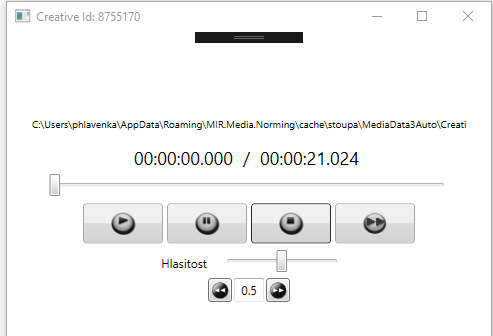 Creative Id: 8755170
C:\Users\phlavenka\AppData\Roaming\MIR.Media.Norming\cache\stoupa\MediaData3Auto\Creati
00:00:00.000 / 00:00:21.024
Hlasitost
0.5